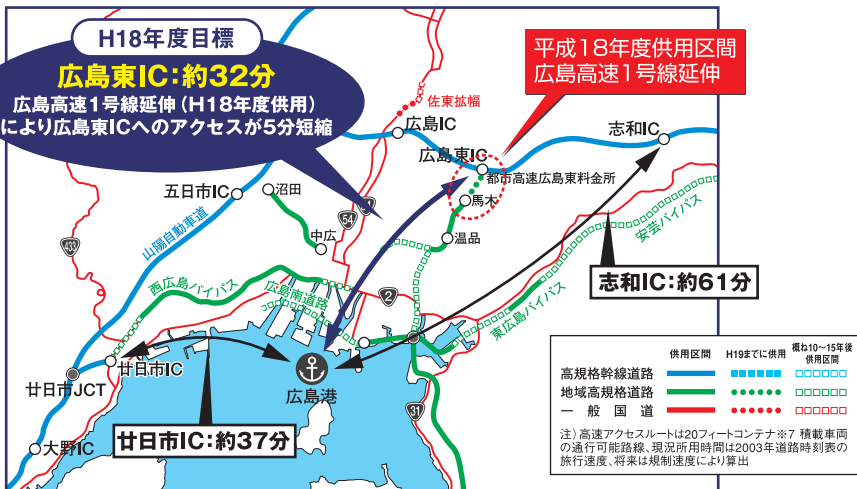 H18年度目標
広島東IC：約32分
広島高速1号線延伸（H18年度供用）
により広島東ICへのアクセスが5分短縮
平成18年度供用区間
広島高速1号線延伸
佐東拡幅
広島IC
志和IC
広島東IC
都市高速広島東料金所
馬木
五日市IC
沼田
54
中広
温品
433
山陽自動車道
安芸バイパス
志和IC：約61分
西広島バイパス
広島南道路
2
東広島バイパス
廿日市IC
廿日市JCT
広島港
31
大野IC
廿日市IC：約37分
供用区間 H19までに供用 概ね10～15年後
供用区間
高規格幹線道路
地域高規格道路
一般国道
注）高速アクセスルートは20フィートコンテナ※7 積載車両
の通行可能路線、現況所用時間は2003年道路時刻表の
旅行速度、将来は規制速度により算出